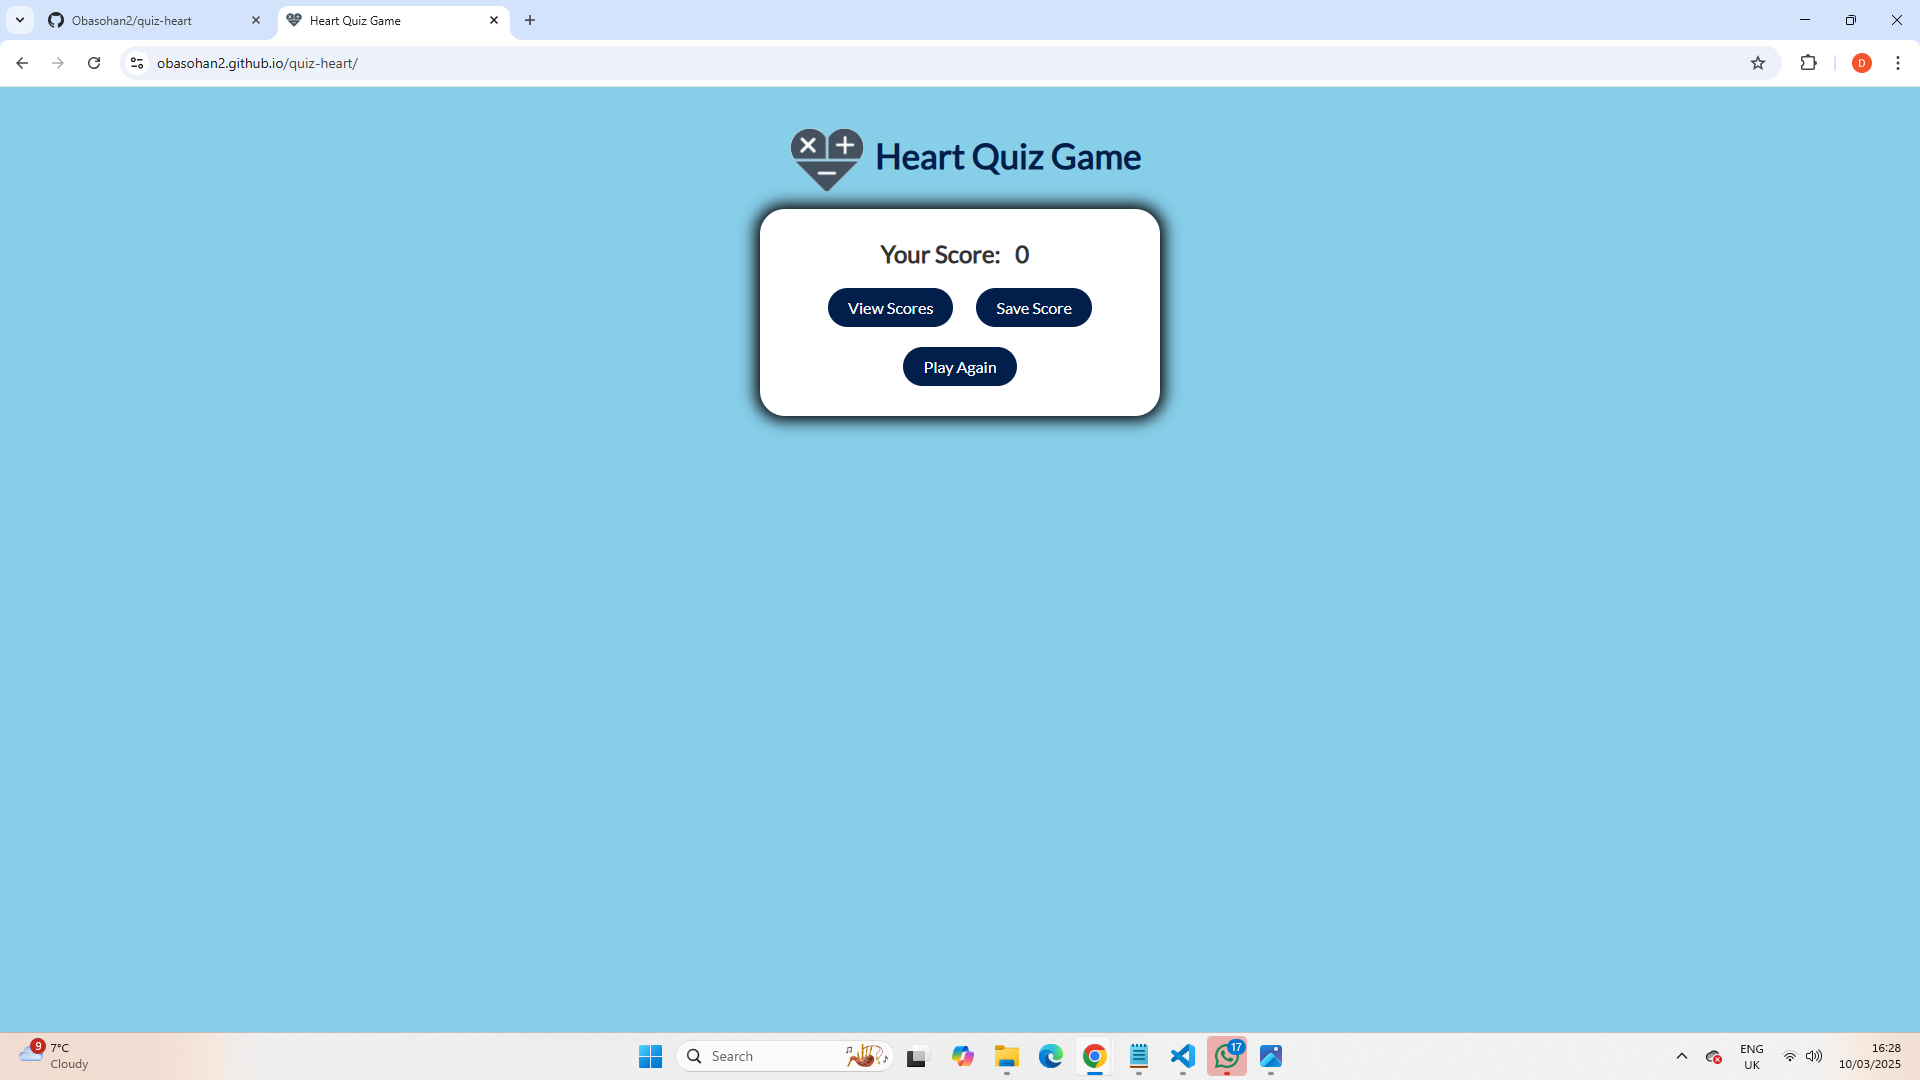 Obasohan2/quiz-heart
Heart Quiz Game
obasohan2.github.io/quiz-heart/
D
Heart Quiz Game
Your Score: 0
View Scores
Save Score
Play Again
9
7°C
Cloudy
Search
17
ENG
UK
16:28
10/03/2025